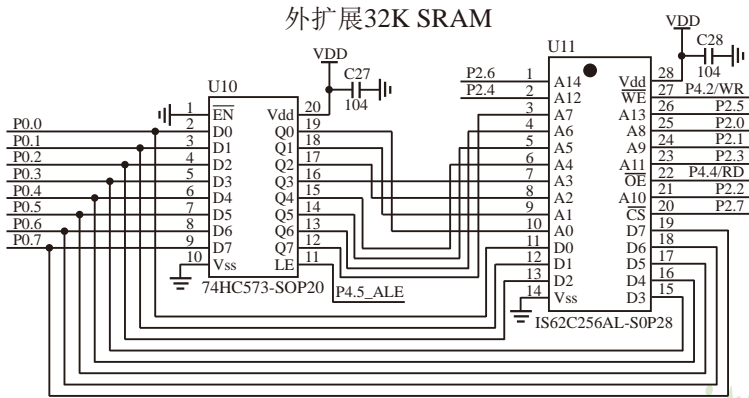 外扩展32K SRAM
U10
VDD
C27
104
1 EN Vdd 20
P0.0 2 D0 Q0 19
P0.1 3 D1 Q1 18
P0.2 4 D2 Q2 17
P0.3 5 D3 Q3 16
P0.4 6 D4 Q4 15
P0.5 7 D5 Q5 14
P0.6 8 D6 Q6 13
P0.7 9 D7 Q7 12
10 Vss LE 11
74HC573-SOP20
P4.5_ALE
U11
VDD
C28
104
P2.6 1 A14 Vdd 28
P2.4 2 A12 WE 27 P4.2/WR
3 A7 A13 26 P2.5
4 A6 A8 25 P2.0
5 A5 A9 24 P2.1
6 A4 A11 23 P2.3
7 A3 OE 22 P4.4/RD
8 A2 A10 21 P2.2
9 A1 CS 20 P2.7
10 A0 D7 19
11 D0 D6 18
12 D1 D5 17
13 D2 D4 16
14 Vss D3 15
IS62C256AL-S0P28